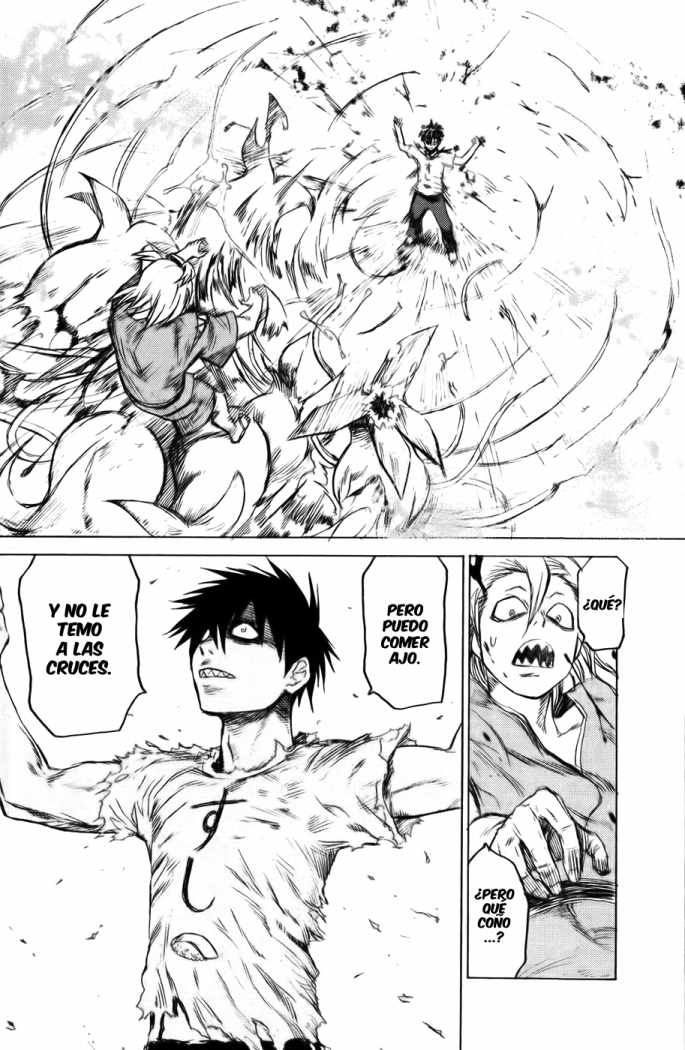 ¿QUÉ?
¿PERO
QUÉ
COÑO
...?
PERO
PUEDO
COMER
AJO.
Y NO LE
TEMO
A LAS
CRUCES.